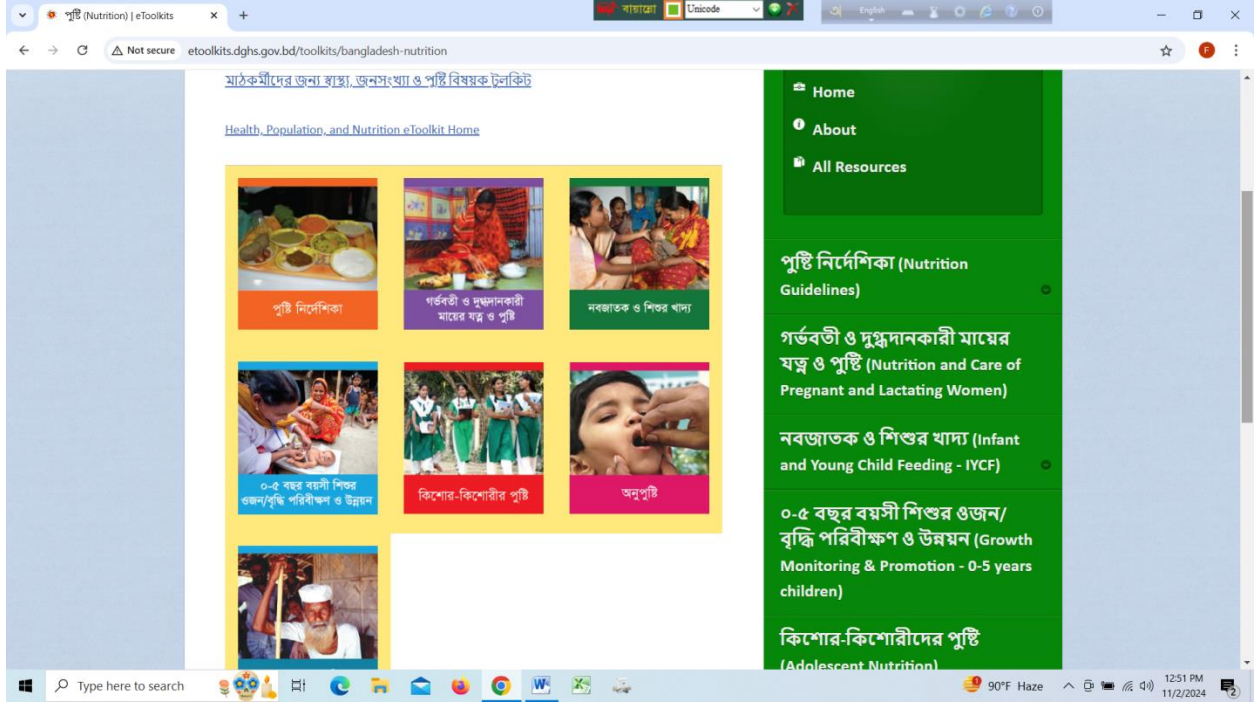 পুষ্টি (Nutrition) | eToolkits
বায়ান্নো
Unicode
অ
English
Not secure
etoolkits.dghs.gov.bd/toolkits/bangladesh-nutrition
F
মাঠকর্মীদের জন্য স্বাস্থ্য, জনসংখ্যা ও পুষ্টি বিষয়ক টুলকিট
Health, Population, and Nutrition eToolkit Home
পুষ্টি নির্দেশিকা
গর্ভবতী ও দুগ্ধদানকারী
মায়ের যত্ন ও পুষ্টি
নবজাতক ও শিশুর খাদ্য
০-৫ বছর বয়সী শিশুর
ওজন/বৃদ্ধি পরিবীক্ষণ ও উন্নয়ন
কিশোর-কিশোরীর পুষ্টি
অনুপুষ্টি
Home
About
All Resources
পুষ্টি নির্দেশিকা (Nutrition
Guidelines)
গর্ভবতী ও দুগ্ধদানকারী মায়ের
যত্ন ও পুষ্টি (Nutrition and Care of
Pregnant and Lactating Women)
নবজাতক ও শিশুর খাদ্য (Infant
and Young Child Feeding - IYCF)
০-৫ বছর বয়সী শিশুর ওজন/
বৃদ্ধি পরিবীক্ষণ ও উন্নয়ন (Growth
Monitoring & Promotion - 0-5 years
children)
কিশোর-কিশোরীদের পুষ্টি
(Adolescent Nutrition)
Type here to search
90°F Haze
12:51 PM
11/2/2024
2